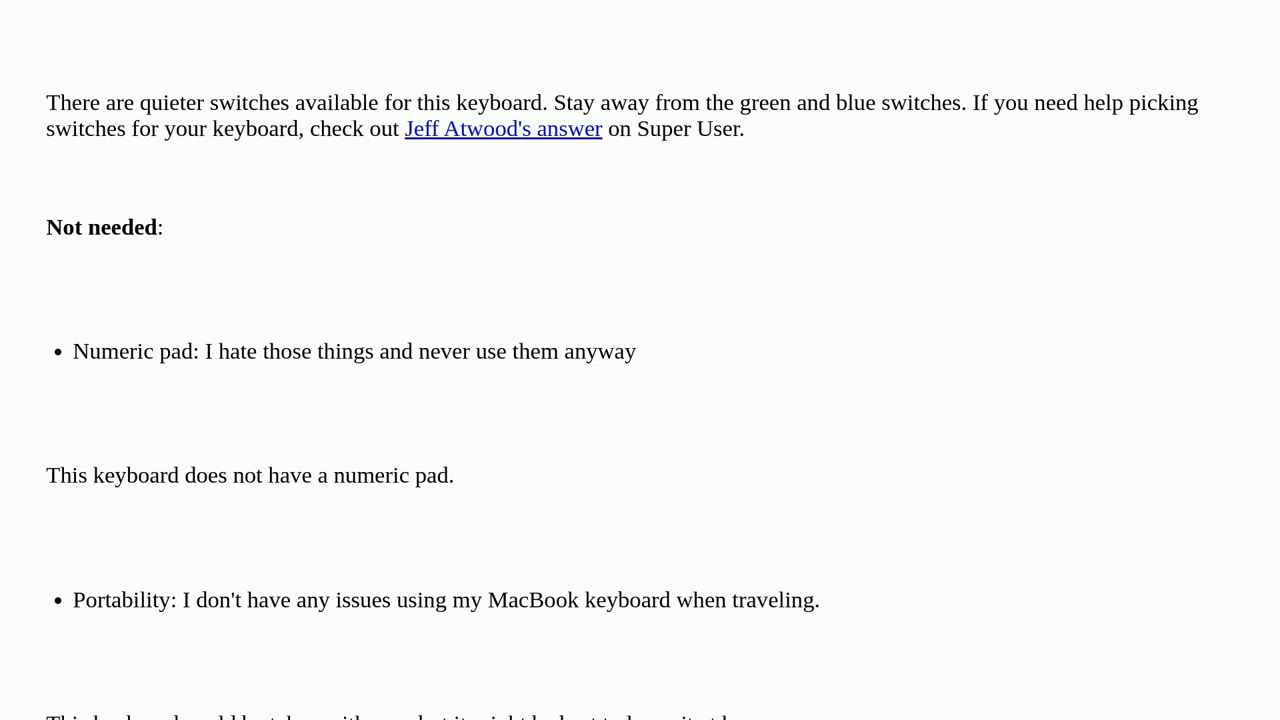 There are quieter switches available for this keyboard. Stay away from the green and blue switches. If you need help picking
switches for your keyboard, check out Jeff Atwood's answer on Super User.
Not needed:
• Numeric pad: I hate those things and never use them anyway
This keyboard does not have a numeric pad.
• Portability: I don't have any issues using my MacBook keyboard when traveling.